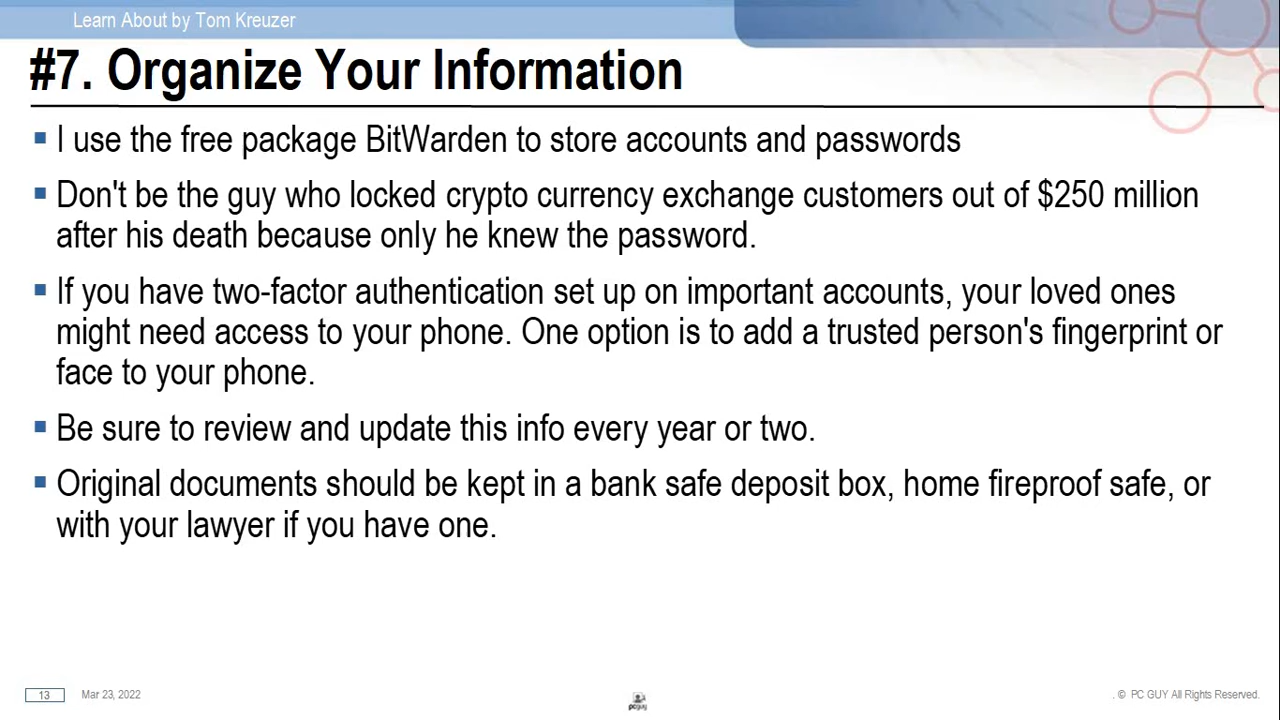 Learn About by Tom Kreuzer
#7. Organize Your Information
I use the free package BitWarden to store accounts and passwords
Don't be the guy who locked crypto currency exchange customers out of $250 million
after his death because only he knew the password.
If you have two-factor authentication set up on important accounts, your loved ones
might need access to your phone. One option is to add a trusted person's fingerprint or
face to your phone.
Be sure to review and update this info every year or two.
Original documents should be kept in a bank safe deposit box, home fireproof safe, or
with your lawyer if you have one.
13 Mar 23, 2022
pcguy
. © PC GUY All Rights Reserved.